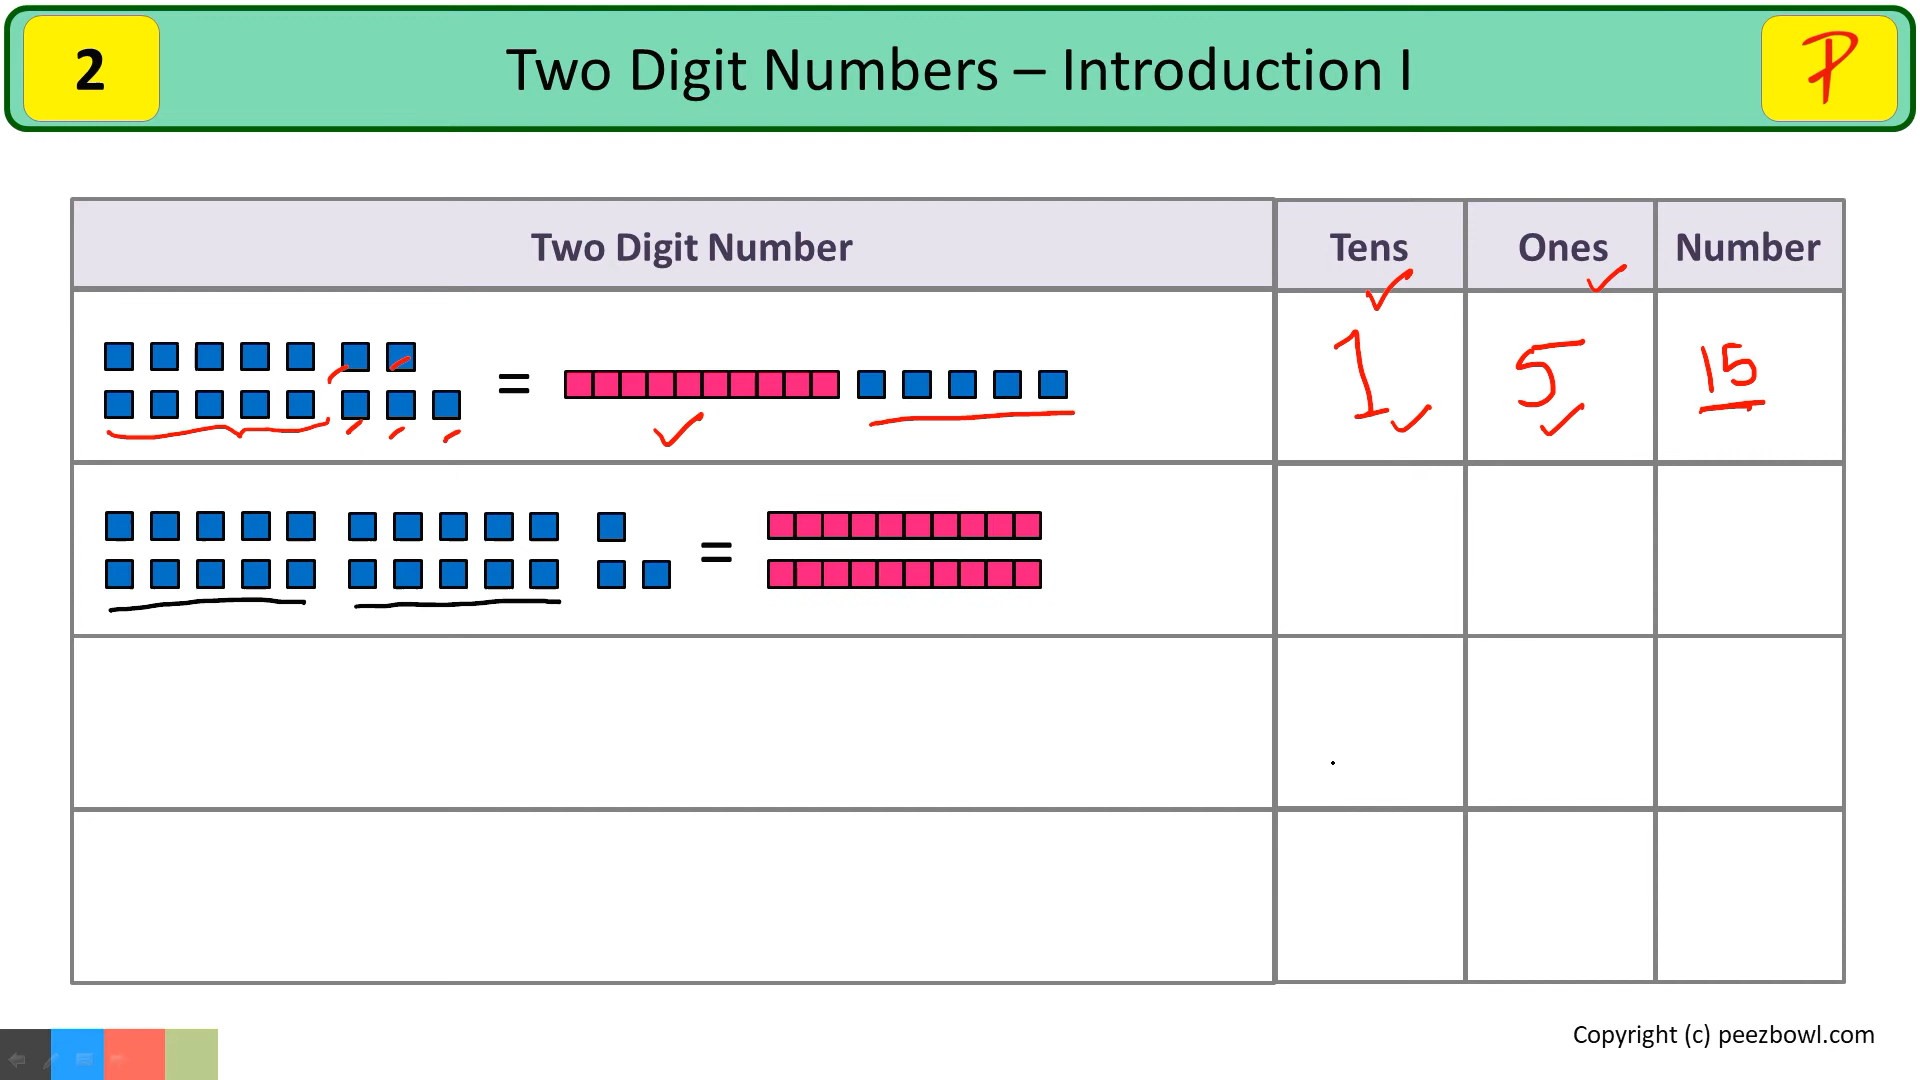 2
Two Digit Numbers – Introduction I
P
Two Digit Number Tens Ones Number
= 1 5 15
=
Copyright (c) peezbowl.com